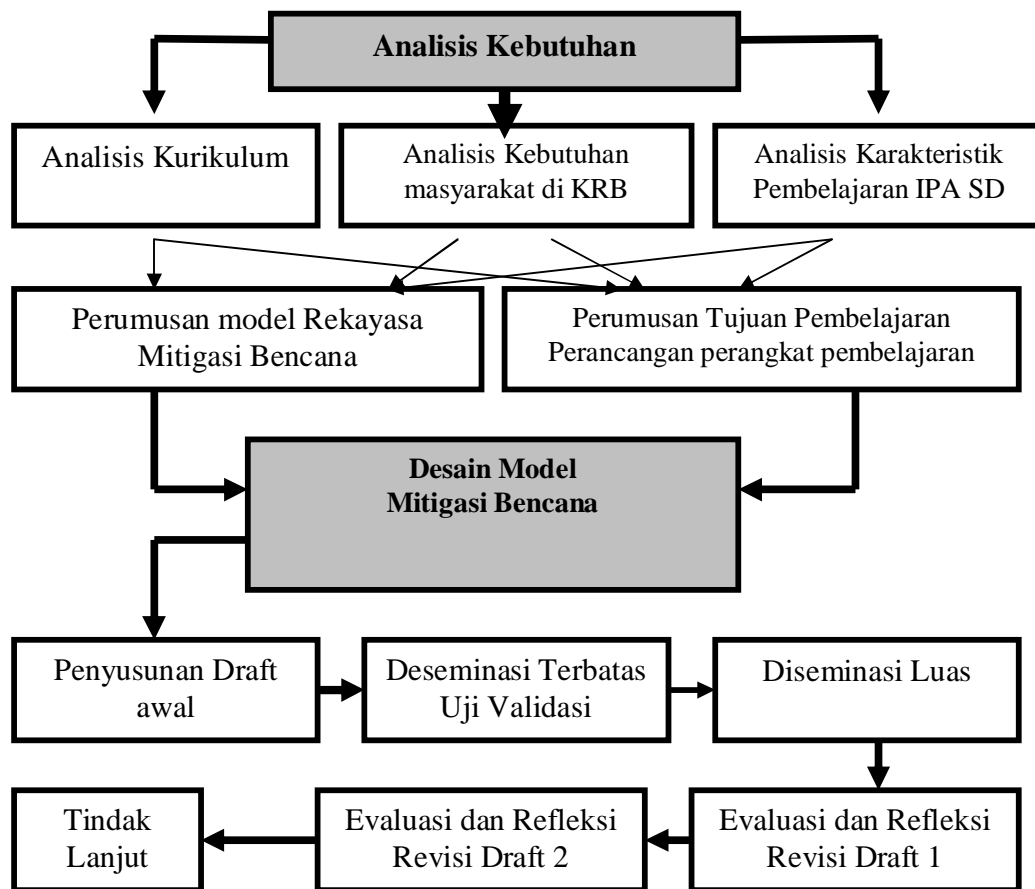 Analisis Kebutuhan
Analisis Kurikulum
Analisis Kebutuhan
masyarakat di KRB
Analisis Karakteristik
Pembelajaran IPA SD
Perumusan model Rekayasa
Mitigasi Bencana
Perumusan Tujuan Pembelajaran
Perancangan perangkat pembelajaran
Desain Model
Mitigasi Bencana
Penyusunan Draft
awal
Deseminasi Terbatas
Uji Validasi
Diseminasi Luas
Tindak
Lanjut
Evaluasi dan Refleksi
Revisi Draft 2
Evaluasi dan Refleksi
Revisi Draft 1